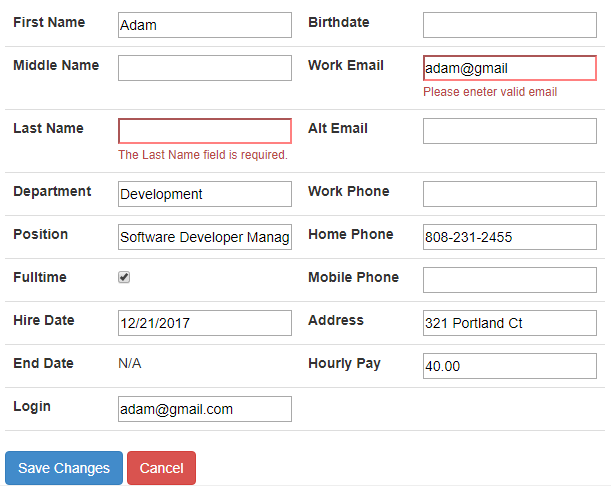 First Name Adam Birthdate
Middle Name Work Email adam@gmail
Please eneter valid email
Last Name Alt Email
The Last Name field is required.
Department Development Work Phone
Position Software Developer Manag Home Phone 808-231-2455
Fulltime Mobile Phone
Hire Date 12/21/2017 Address 321 Portland Ct
End Date N/A Hourly Pay 40.00
Login adam@gmail.com
Save Changes Cancel